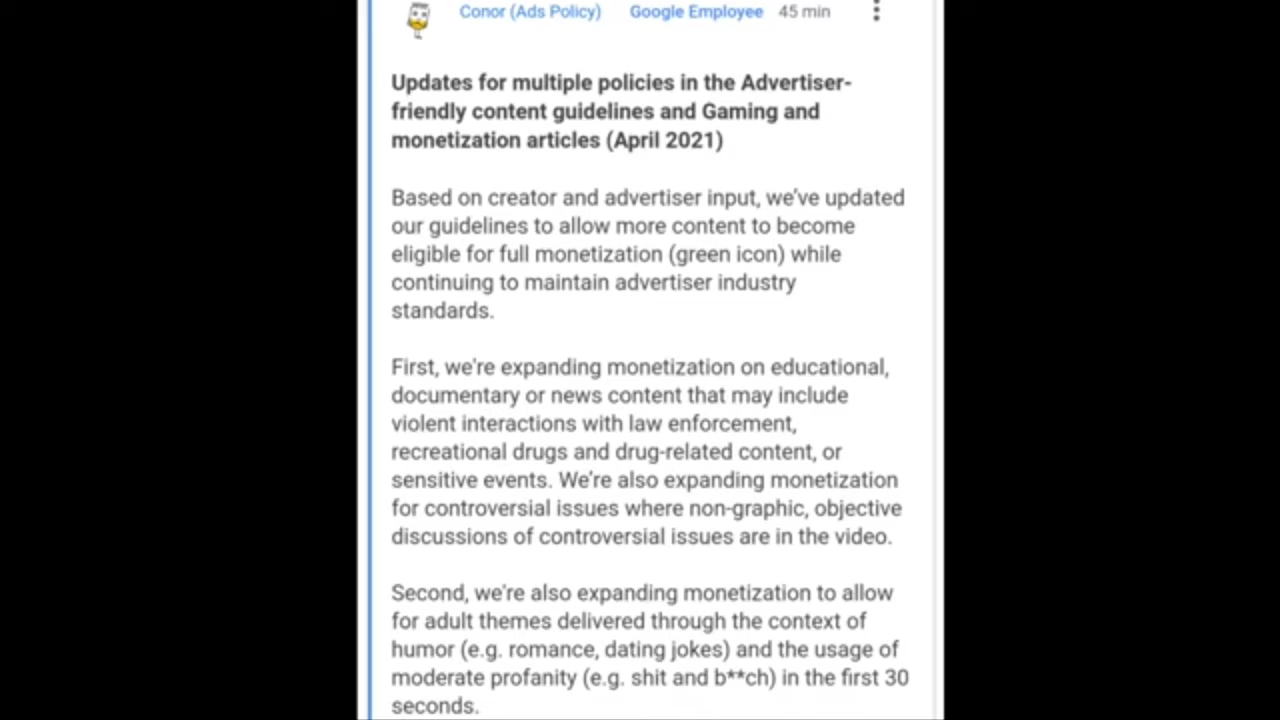 Conor (Ads Policy) Google Employee 45 min
Updates for multiple policies in the Advertiser-
friendly content guidelines and Gaming and
monetization articles (April 2021)
Based on creator and advertiser input, we've updated
our guidelines to allow more content to become
eligible for full monetization (green icon) while
continuing to maintain advertiser industry
standards.
First, we're expanding monetization on educational,
documentary or news content that may include
violent interactions with law enforcement,
recreational drugs and drug-related content, or
sensitive events. We're also expanding monetization
for controversial issues where non-graphic, objective
discussions of controversial issues are in the video.
Second, we're also expanding monetization to allow
for adult themes delivered through the context of
humor (e.g. romance, dating jokes) and the usage of
moderate profanity (e.g. shit and b**ch) in the first 30
seconds.